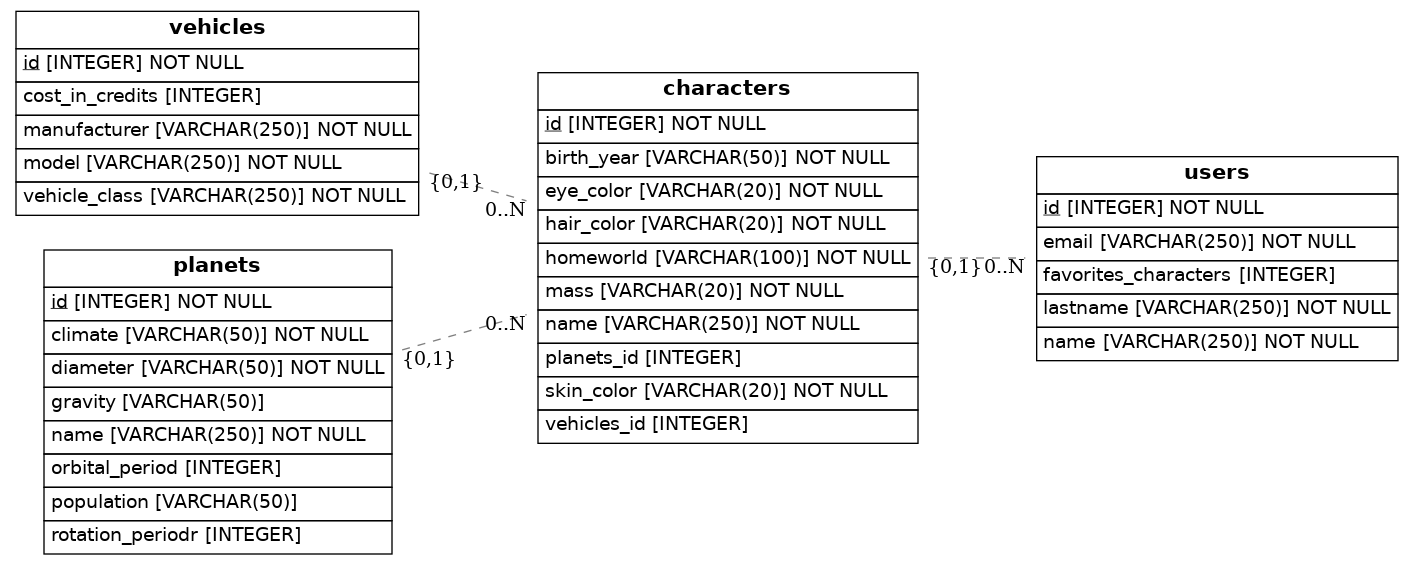 vehicles
id [INTEGER] NOT NULL
cost_in_credits [INTEGER]
manufacturer [VARCHAR(250)] NOT NULL
model [VARCHAR(250)] NOT NULL
vehicle_class [VARCHAR(250)] NOT NULL
{0,1}
0..N
planets
id [INTEGER] NOT NULL
climate [VARCHAR(50)] NOT NULL
diameter [VARCHAR(50)] NOT NULL
gravity [VARCHAR(50)]
name [VARCHAR(250)] NOT NULL
orbital_period [INTEGER]
population [VARCHAR(50)]
rotation_periodr [INTEGER]
0..N
{0,1}
characters
id [INTEGER] NOT NULL
birth_year [VARCHAR(50)] NOT NULL
eye_color [VARCHAR(20)] NOT NULL
hair_color [VARCHAR(20)] NOT NULL
homeworld [VARCHAR(100)] NOT NULL
mass [VARCHAR(20)] NOT NULL
name [VARCHAR(250)] NOT NULL
planets_id [INTEGER]
skin_color [VARCHAR(20)] NOT NULL
vehicles_id [INTEGER]
{0,1} 0..N
users
id [INTEGER] NOT NULL
email [VARCHAR(250)] NOT NULL
favorites_characters [INTEGER]
lastname [VARCHAR(250)] NOT NULL
name [VARCHAR(250)] NOT NULL